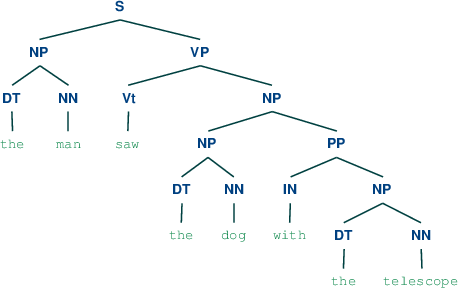 S
NP VP
DT NN Vt NP
the man saw
NP PP
DT NN IN NP
the dog with
DT NN
the telescope